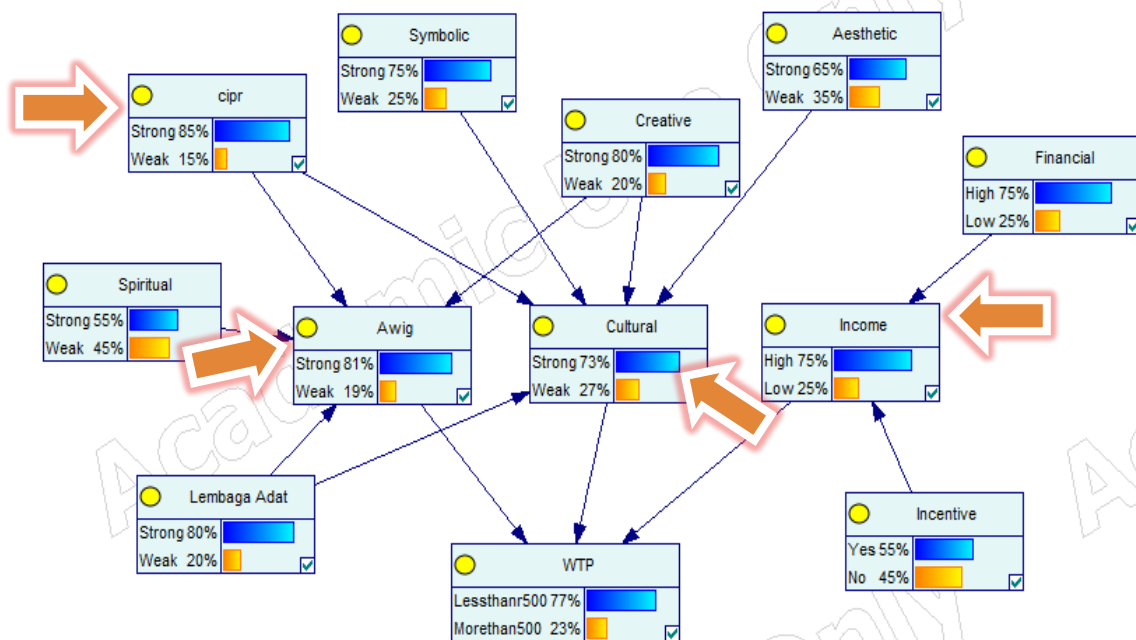 Symbolic
Strong 75%
Weak 25%
Aesthetic
Strong 65%
Weak 35%
cipr
Strong 85%
Weak 15%
Creative
Strong 80%
Weak 20%
Financial
High 75%
Low 25%
Spiritual
Strong 55%
Weak 45%
Awig
Strong 81%
Weak 19%
Cultural
Strong 73%
Weak 27%
Income
High 75%
Low 25%
Lembaga Adat
Strong 80%
Weak 20%
Incentive
Yes 55%
No 45%
WTP
Lessthanr500 77%
Morethan500 23%
Academic U
only
Ac